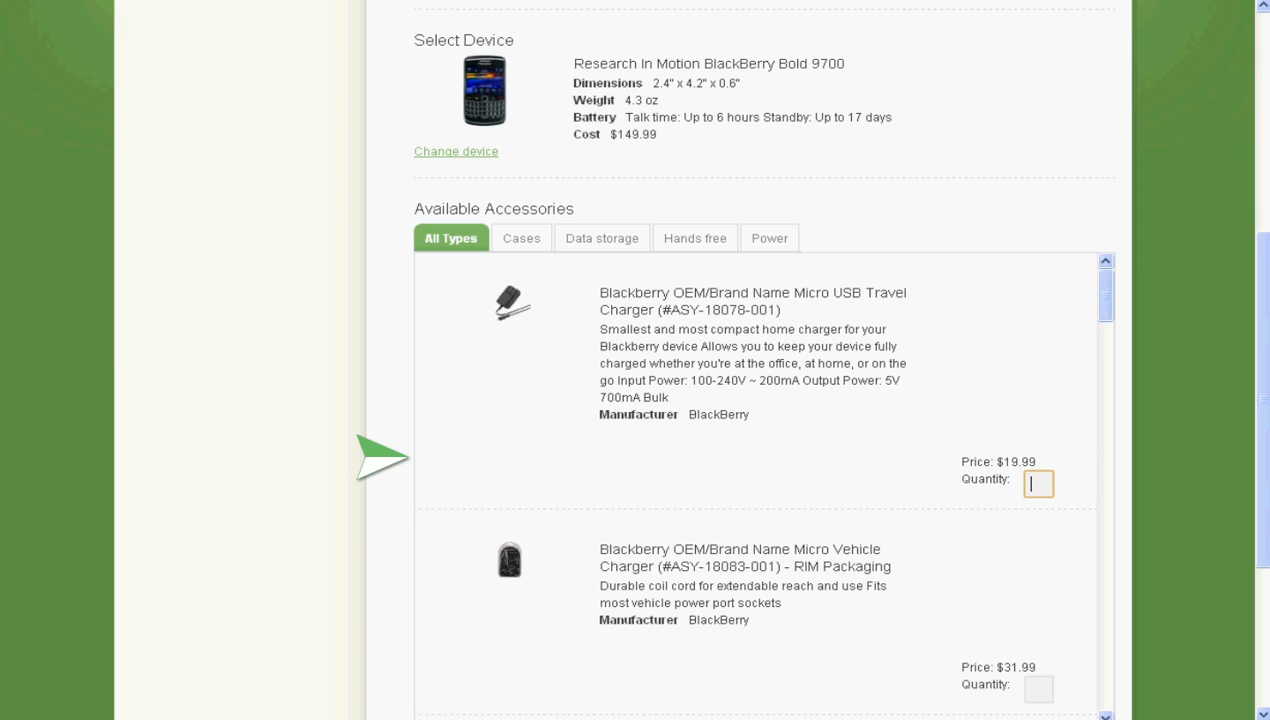 Select Device
Research In Motion BlackBerry Bold 9700
Dimensions 2.4" x 4.2" x 0.6"
Weight 4.3 oz
Battery Talk time: Up to 6 hours Standby: Up to 17 days
Cost $149.99
Change device
Available Accessories
All Types Cases Data storage Hands free Power
Blackberry OEM/Brand Name Micro USB Travel
Charger (#ASY-18078-001)
Smallest and most compact home charger for your
Blackberry device Allows you to keep your device fully
charged whether you're at the office, at home, or on the
go Input Power: 100-240V ~ 200mA Output Power: 5V
700mA Bulk
Manufacturer BlackBerry
Price: $19.99
Quantity:
Blackberry OEM/Brand Name Micro Vehicle
Charger (#ASY-18083-001) - RIM Packaging
Durable coil cord for extendable reach and use Fits
most vehicle power port sockets
Manufacturer BlackBerry
Price: $31.99
Quantity: